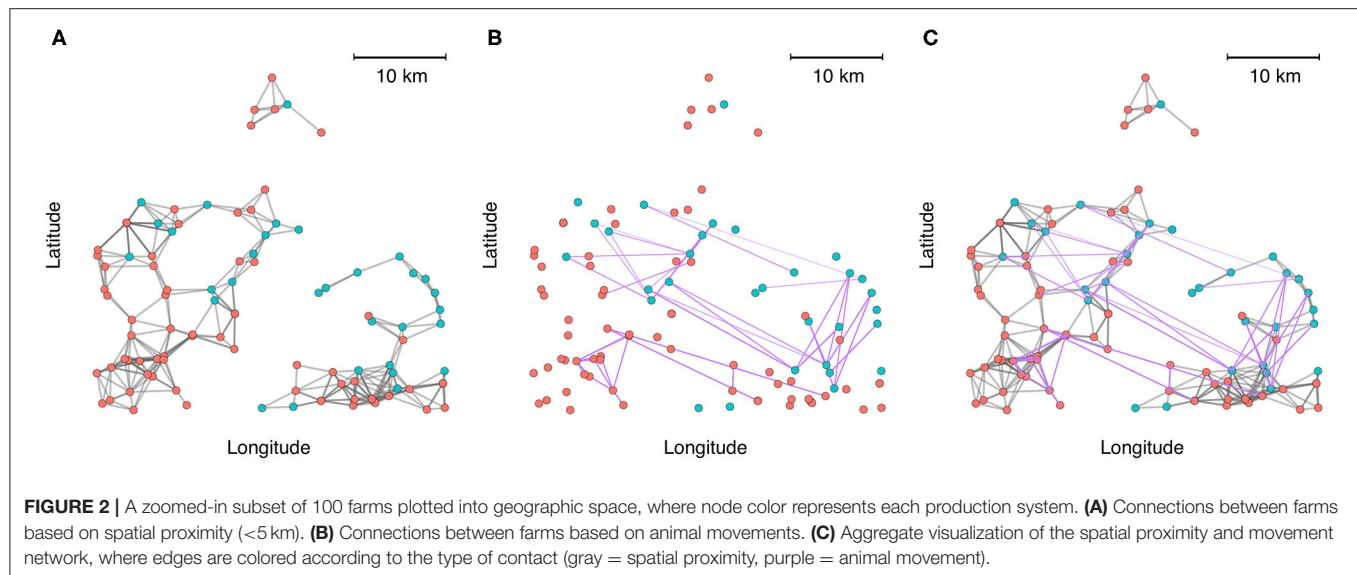 A
10 km
Latitude
Longitude
B
10 km
Latitude
Longitude
C
10 km
Latitude
Longitude
FIGURE 2 | A zoomed-in subset of 100 farms plotted into geographic space, where node color represents each production system. (A) Connections between farms
based on spatial proximity (<5 km). (B) Connections between farms based on animal movements. (C) Aggregate visualization of the spatial proximity and movement
network, where edges are colored according to the type of contact (gray = spatial proximity, purple = animal movement).